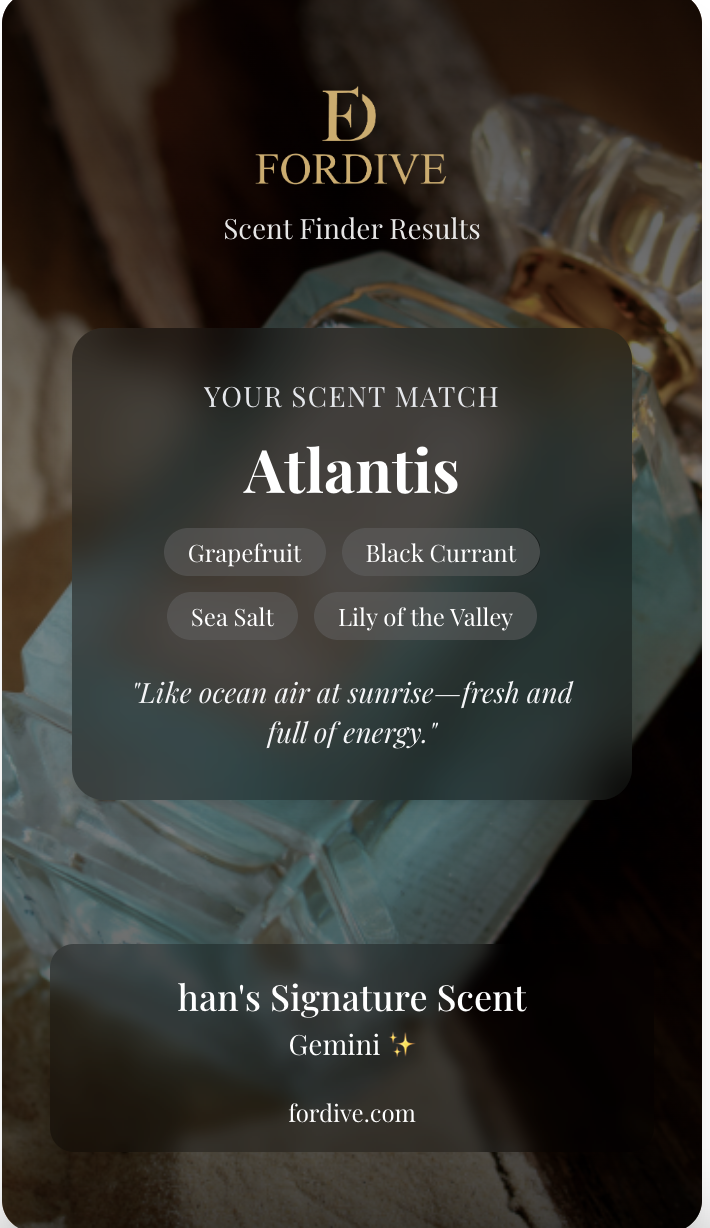 FD
FORDIVE
Scent Finder Results
YOUR SCENT MATCH
Atlantis
Grapefruit Black Currant
Sea Salt Lily of the Valley
"Like ocean air at sunrise—fresh and
full of energy."
han's Signature Scent
Gemini ✨
fordive.com